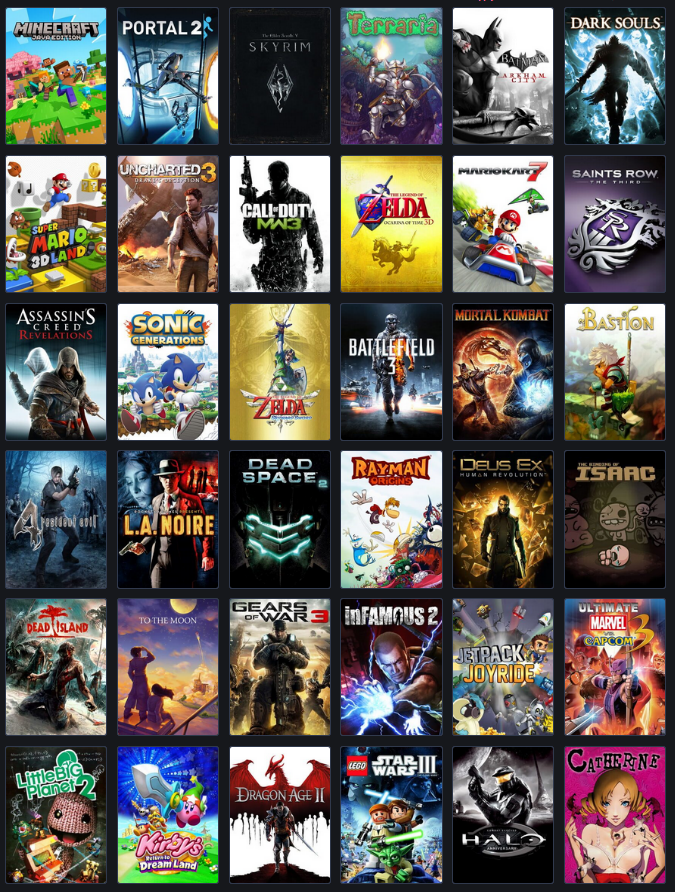 MINECRAFT
JAVA EDITION
PORTAL 2
The Elder Scrolls V
SKYRIM
Terraria
BATMAN
ARKHAM
CITY
DARK SOULS
SUPER
MARIO
3D LAND
UNCHARTED 3
DRAKE'S DECEPTION
CALL OF DUTY
MW3
THE LEGEND OF
ZELDA
OCARINA OF TIME 3D
MARIOKART 7
SAINTS ROW
THE THIRD
ASSASSIN'S
CREED
REVELATIONS
SONIC
GENERATIONS
ZELDA
BATTLEFIELD
3
MORTAL KOMBAT
BASTION
4
resident evil
L.A. NOIRE
DEAD
SPACE 2
RAYMAN
ORIGINS
DEUS EX
HUMAN REVOLUTION
THE BINDING OF
ISAAC
DEAD ISLAND
TO THE MOON
GEARS
OF WAR 3
inFAMOUS 2
JETPACK
JOYRIDE
ULTIMATE
MARVEL
VS.
CAPCOM 3
LittleBIG
Planet 2
Kirby's
Return to
Dream Land
DRAGON AGE II
LEGO
STAR
WARS III
HALO
ANNIVERSARY
CATHERINE